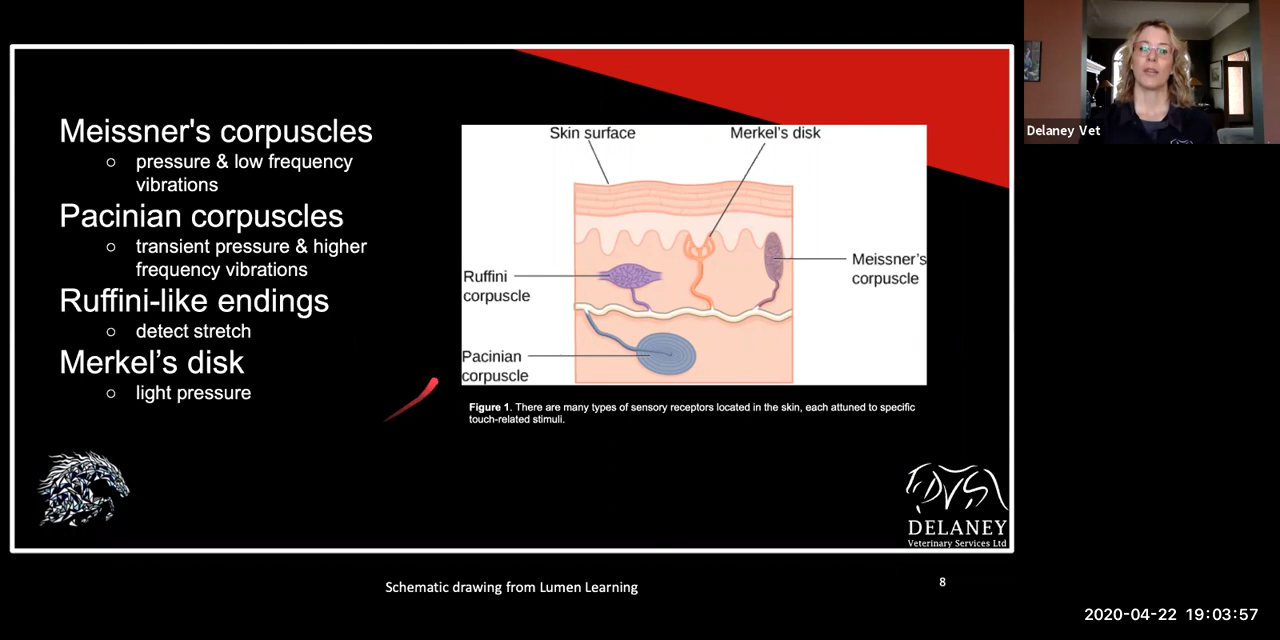 Meissner's corpuscles
○ pressure & low frequency
vibrations
Pacinian corpuscles
○ transient pressure & higher
frequency vibrations
Ruffini-like endings
○ detect stretch
Merkel’s disk
○ light pressure
Skin surface
Merkel’s disk
Ruffini
corpuscle
Meissner’s
corpuscle
Pacinian
corpuscle
Figure 1. There are many types of sensory receptors located in the skin, each attuned to specific
touch-related stimuli.
DVS
DELANEY
Veterinary Services Ltd
Schematic drawing from Lumen Learning
8
Delaney Vet
2020-04-22 19:03:57